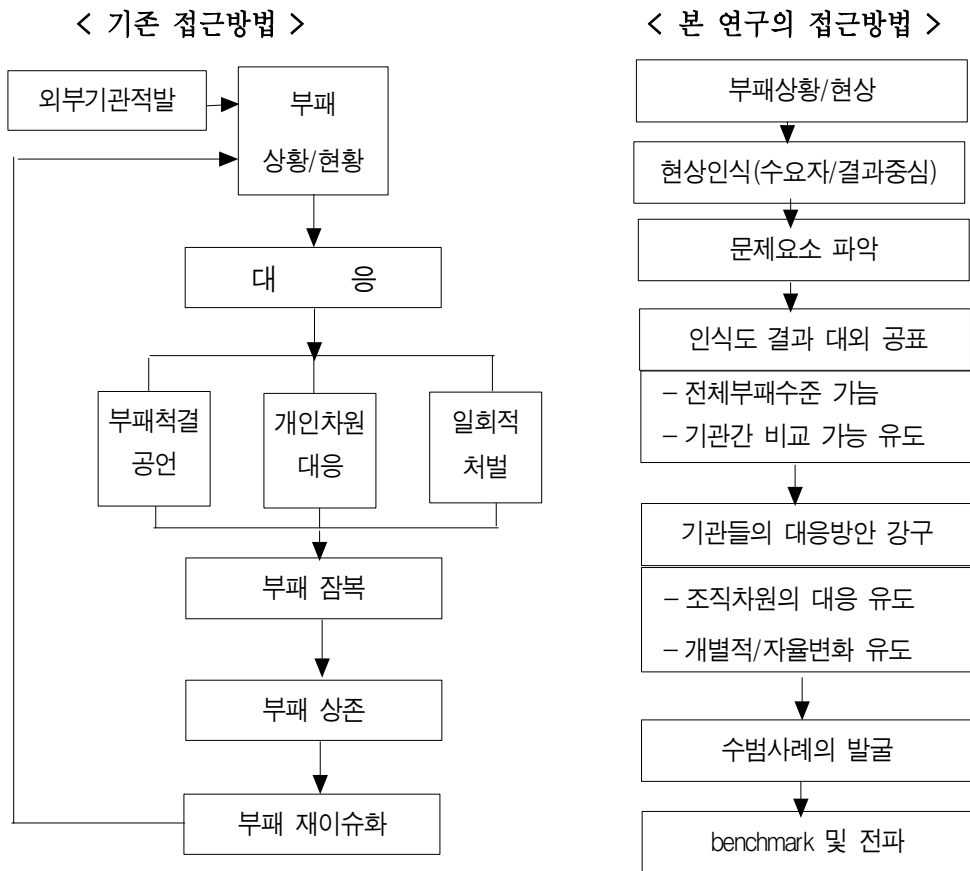 < 기존 접근방법 >
외부기관적발
부패
상황/현황
대 응
부패척결
공언
개인차원
대응
일회적
처벌
부패 잠복
부패 상존
부패 재이슈화
< 본 연구의 접근방법 >
부패상황/현상
현상인식(수요자/결과중심)
문제요소 파악
인식도 결과 대외 공표
– 전체부패수준 가늠
– 기관간 비교 가능 유도
기관들의 대응방안 강구
– 조직차원의 대응 유도
– 개별적/자율변화 유도
수범사례의 발굴
benchmark 및 전파